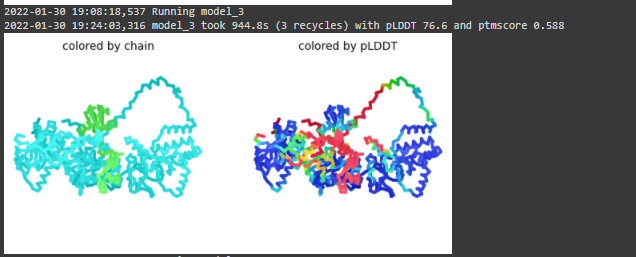 2022-01-30 19:08:18,537 Running model_3
2022-01-30 19:24:03,316 model_3 took 944.8s (3 recycles) with pLDDT 76.6 and ptmscore 0.588
colored by chain colored by pLDDT